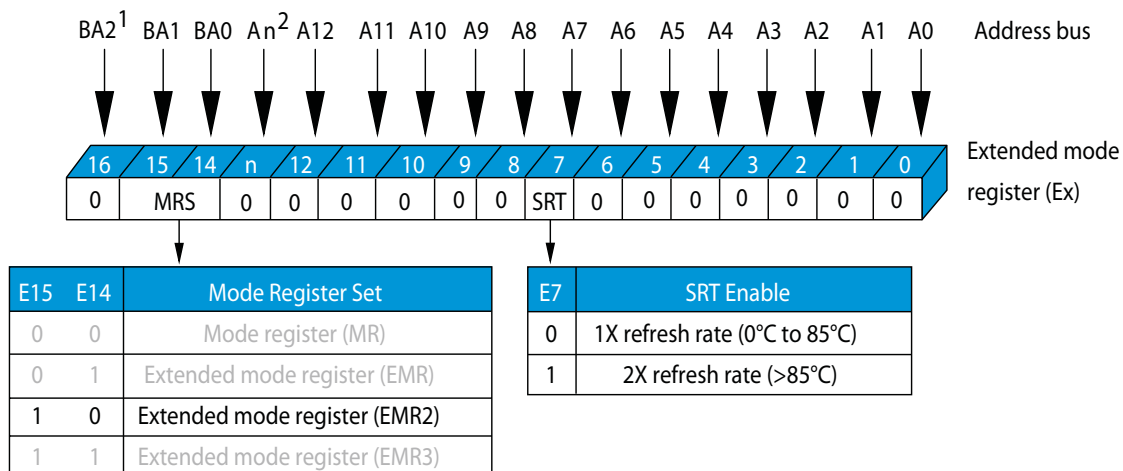 BA2¹ BA1 BA0 An² A12 A11 A10 A9 A8 A7 A6 A5 A4 A3 A2 A1 A0 Address bus
16 15 14 n 12 11 10 9 8 7 6 5 4 3 2 1 0 Extended mode
register (Ex)
0 MRS 0 0 0 0 0 0 SRT 0 0 0 0 0 0 0
E15 E14 Mode Register Set
0 0 Mode register (MR)
0 1 Extended mode register (EMR)
1 0 Extended mode register (EMR2)
1 1 Extended mode register (EMR3)
E7 SRT Enable
0 1X refresh rate (0°C to 85°C)
1 2X refresh rate (>85°C)